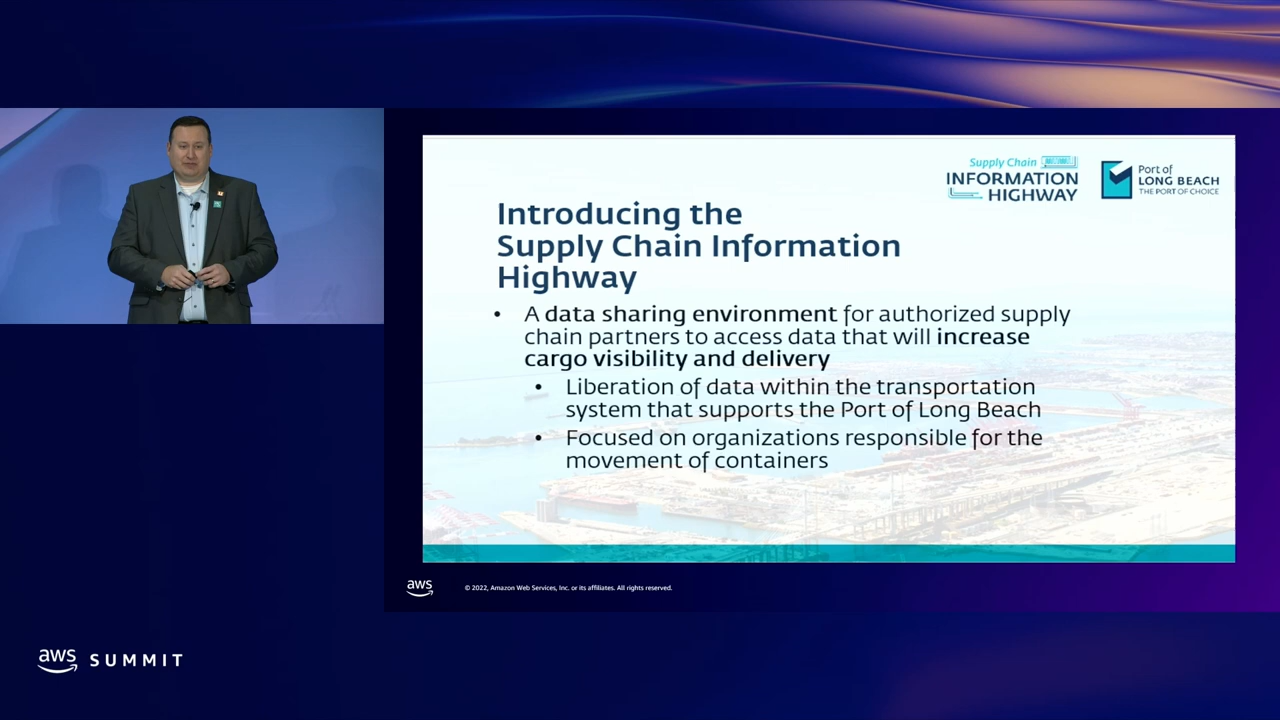 Supply Chain
INFORMATION
HIGHWAY
Port of
LONG BEACH
THE PORT OF CHOICE
Introducing the
Supply Chain Information
Highway
• A data sharing environment for authorized supply
chain partners to access data that will increase
cargo visibility and delivery
• Liberation of data within the transportation
system that supports the Port of Long Beach
• Focused on organizations responsible for the
movement of containers
aws
© 2022, Amazon Web Services, Inc. or its affiliates. All rights reserved.
aws SUMMIT